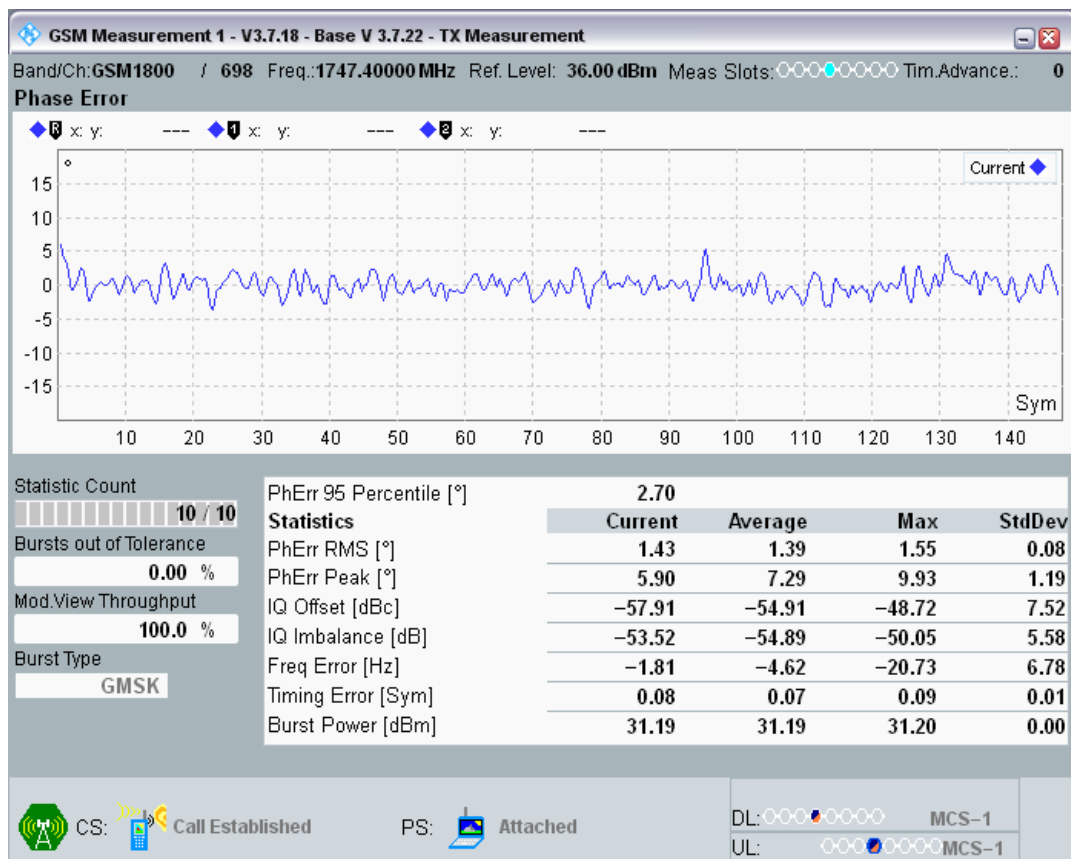 GSM Measurement 1 - V3.7.18 - Base V 3.7.22 - TX Measurement
Band/Ch:GSM1800 / 698 Freq.:1747.40000 MHz Ref. Level: 36.00 dBm Meas Slots: Tim.Advance.: 0
Phase Error
R x: y: --- 1 x: y: --- 2 x: y: ---
° Current
15
10
5
0
-5
-10
-15
Sym
10 20 30 40 50 60 70 80 90 100 110 120 130 140
Statistic Count
10 / 10
Bursts out of Tolerance
0.00 %
Mod.View Throughput
100.0 %
Burst Type
GMSK
PhErr 95 Percentile [°] 2.70
Statistics Current Average Max StdDev
PhErr RMS [°] 1.43 1.39 1.55 0.08
PhErr Peak [°] 5.90 7.29 9.93 1.19
IQ Offset [dBc] −57.91 −54.91 −48.72 7.52
IQ Imbalance [dB] −53.52 −54.89 −50.05 5.58
Freq Error [Hz] −1.81 −4.62 −20.73 6.78
Timing Error [Sym] 0.08 0.07 0.09 0.01
Burst Power [dBm] 31.19 31.19 31.20 0.00
CS: Call Established PS: Attached
DL: MCS−1
UL: MCS−1